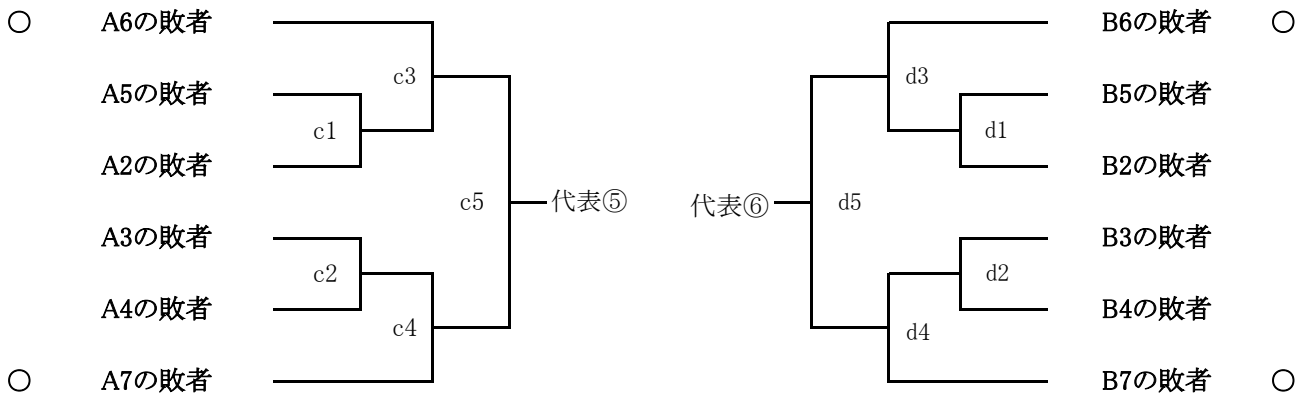 ○ A6の敗者 B6の敗者 ○
c3 d3
A5の敗者 B5の敗者
c1 d1
A2の敗者 B2の敗者
c5 代表⑤ 代表⑥ d5
A3の敗者 B3の敗者
c2 d2
A4の敗者 B4の敗者
c4 d4
○ A7の敗者 B7の敗者 ○